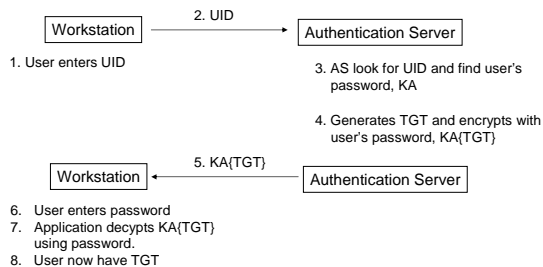 2. UID
Workstation
Authentication Server
1. User enters UID
3. AS look for UID and find user's
password, KA
4. Generates TGT and encrypts with
user's password, KA{TGT}
5. KA{TGT}
Workstation
Authentication Server
6. User enters password
7. Application decypts KA{TGT}
using password.
8. User now have TGT